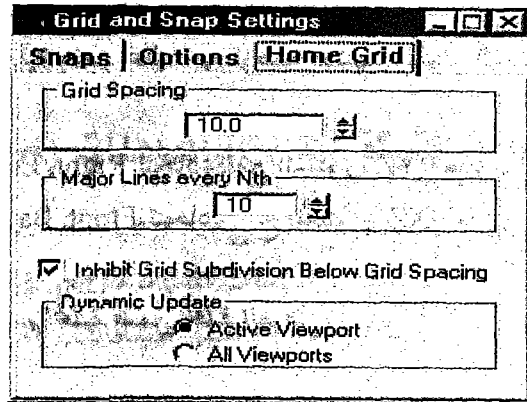 Grid and Snap Settings
Snaps Options Home Grid
Grid Spacing
10.0
Major Lines every Nth
10
Inhibit Grid Subdivision Below Grid Spacing
Dynamic Update
Active Viewport
All Viewports